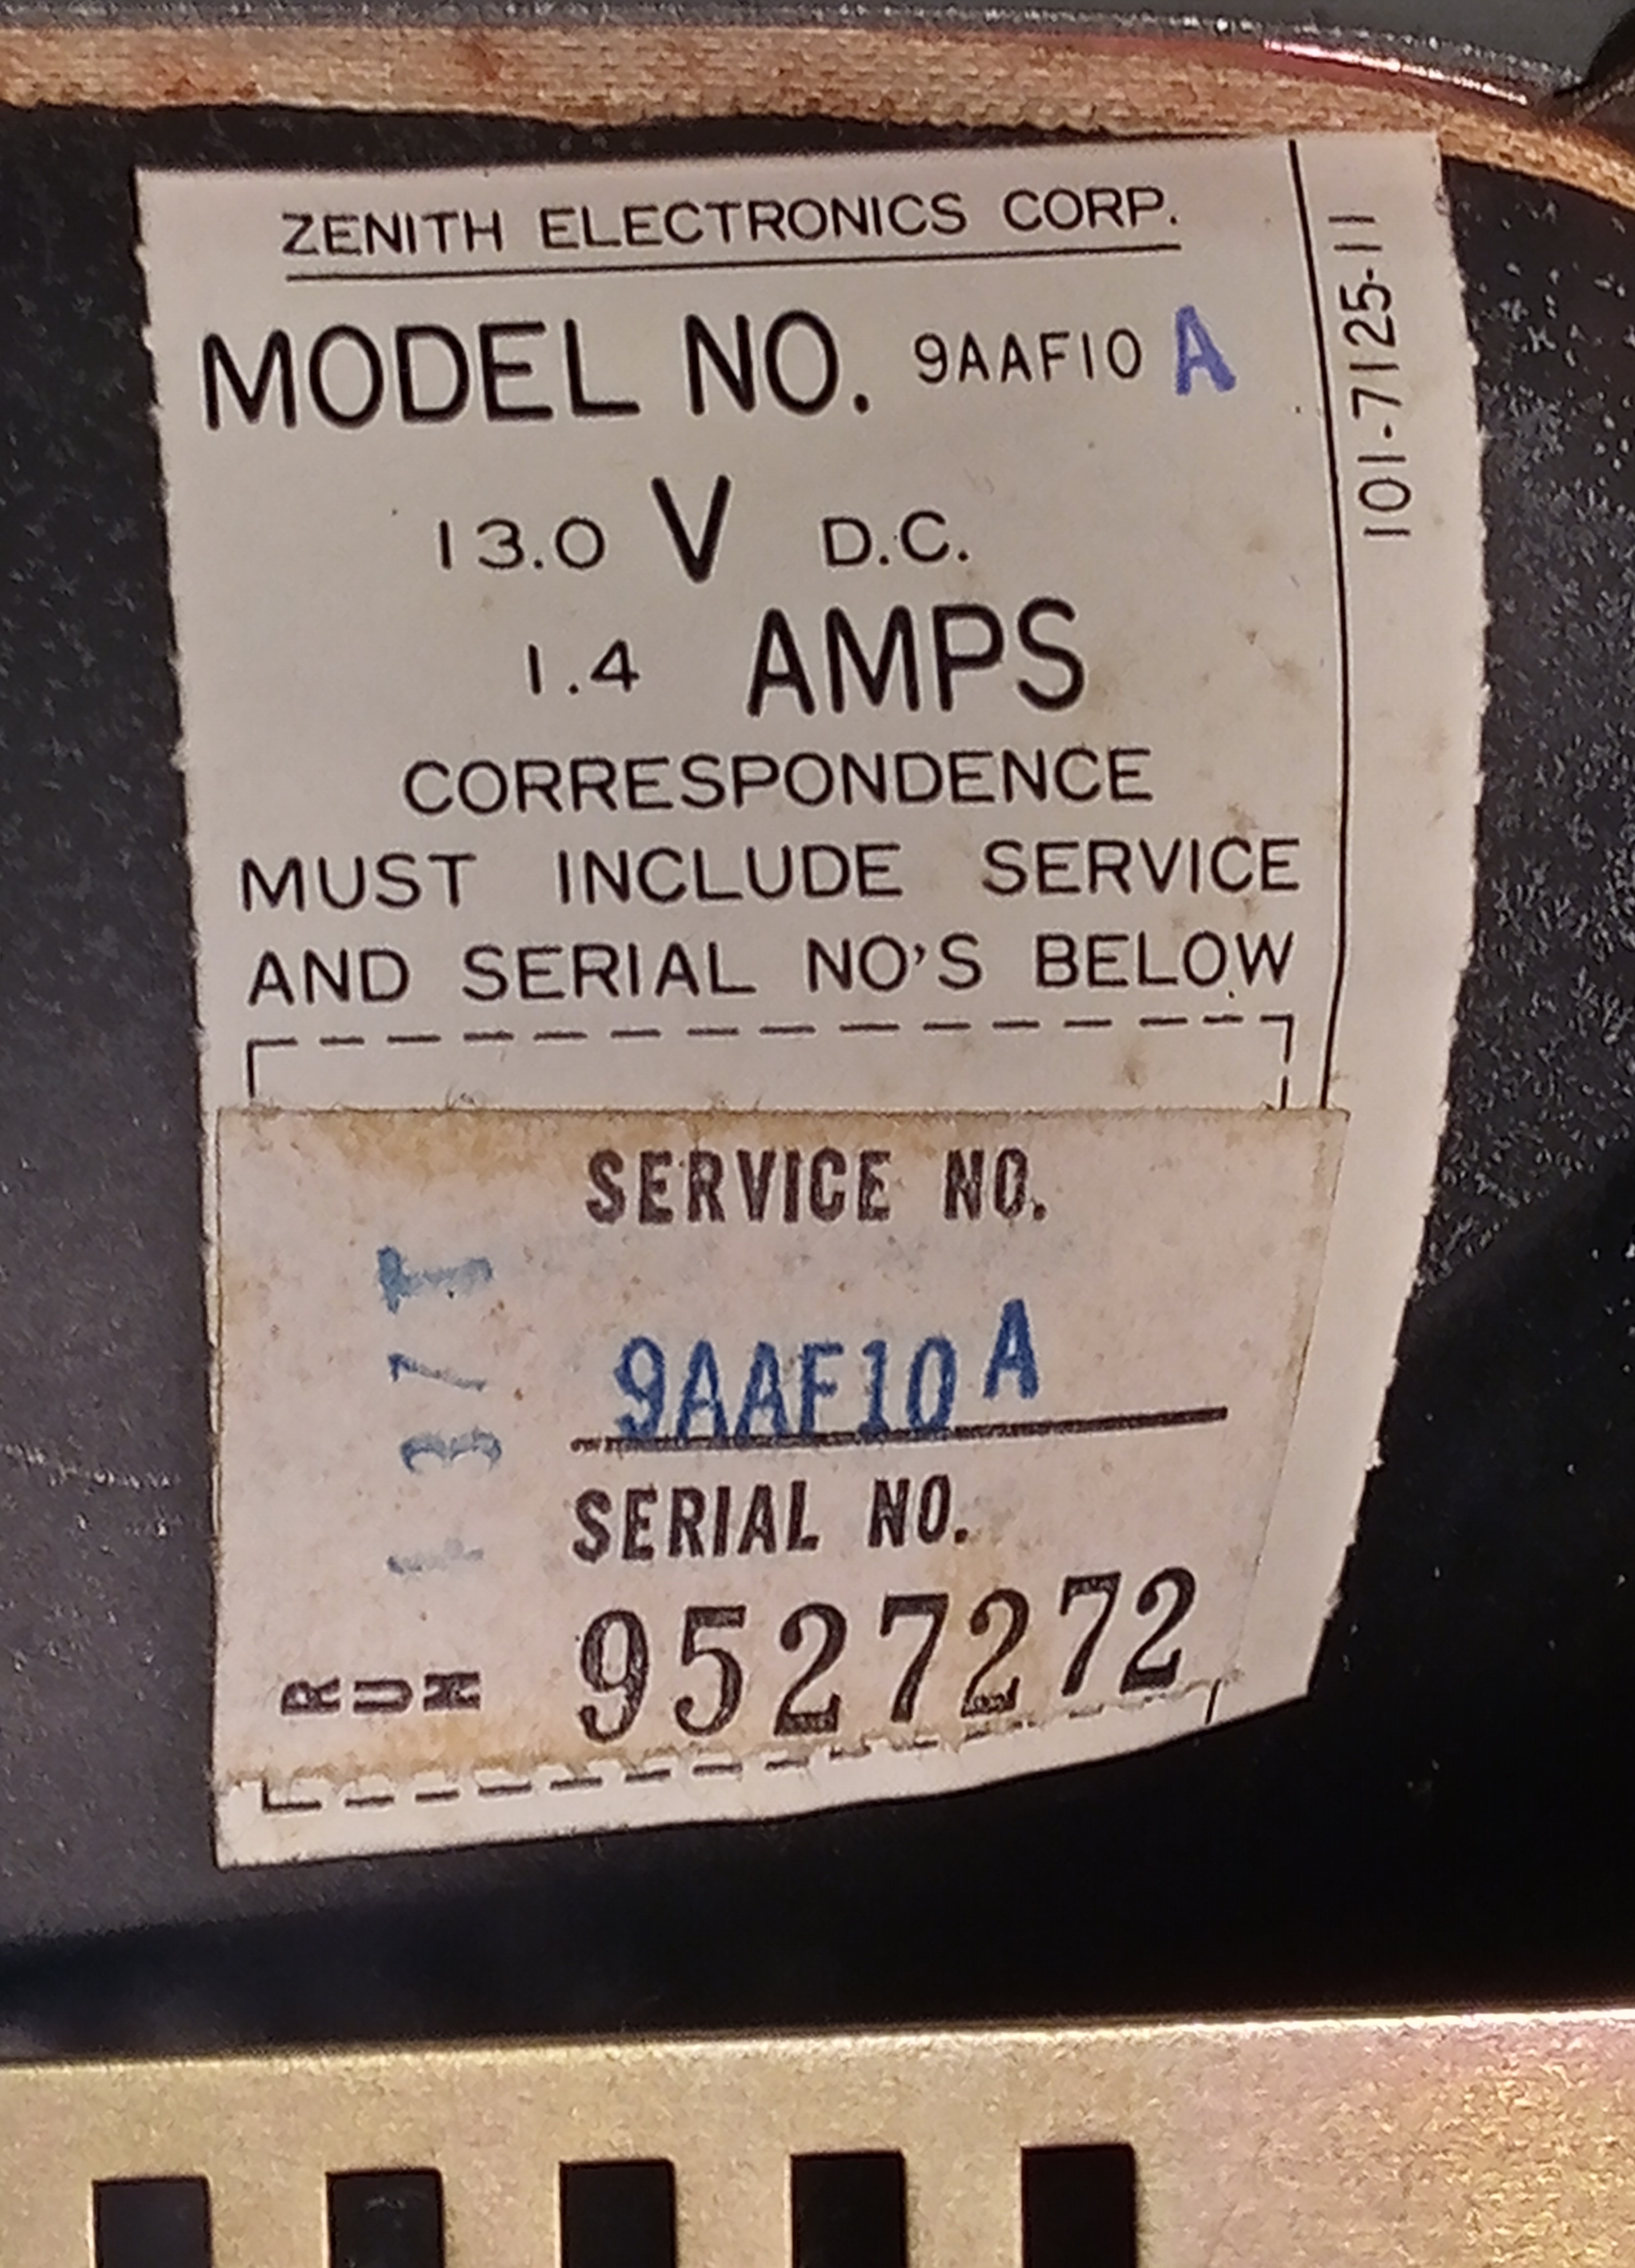 ZENITH ELECTRONICS CORP.
MODEL NO. 9AAF10 A
13.0 V D.C.
1.4 AMPS
CORRESPONDENCE
MUST INCLUDE SERVICE
AND SERIAL NO'S BELOW
101-7125-11
SERVICE NO.
9AAF10 A
SERIAL NO.
9527272
RUN